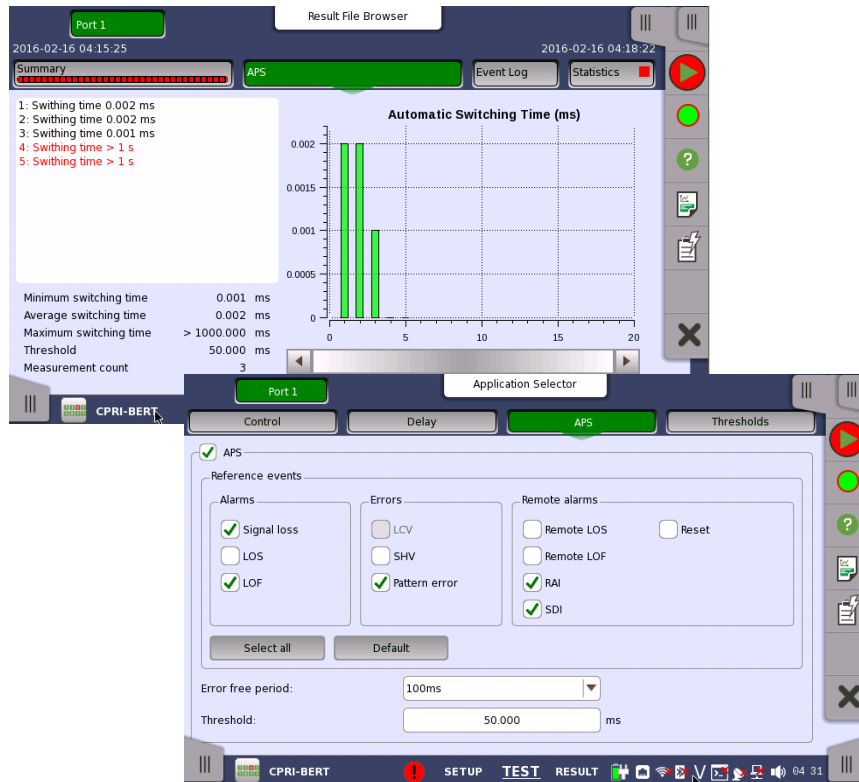 Port 1
Result File Browser
2016-02-16 04:15:25
2016-02-16 04:18:22
Summary
APS
Event Log
Statistics
1: Swithing time 0.002 ms
2: Swithing time 0.002 ms
3: Swithing time 0.001 ms
4: Swithing time > 1 s
5: Swithing time > 1 s
Automatic Switching Time (ms)
0.002
0.0015
0.001
0.0005
0
0 5 10 15 20
Minimum switching time 0.001 ms
Average switching time 0.002 ms
Maximum switching time > 1000.000 ms
Threshold 50.000 ms
Measurement count 3
CPRI-BERT
Port 1
Application Selector
Control
Delay
APS
Thresholds
APS
Reference events
Alarms
Signal loss
LOS
LOF
Errors
LCV
SHV
Pattern error
Remote alarms
Remote LOS
Reset
Remote LOF
RAI
SDI
Select all
Default
Error free period: 100ms
Threshold: 50.000 ms
CPRI-BERT
SETUP TEST RESULT
04 31